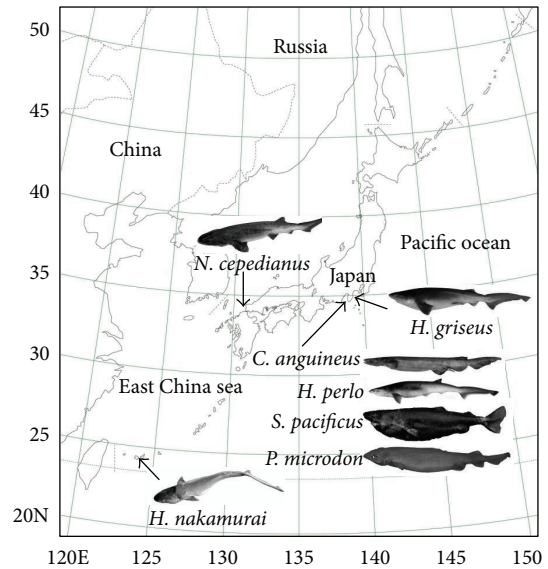 50
Russia
45
China
40
Pacific ocean
N. cepedianus
35
Japan
H. griseus
C. anguineus
30
H. perlo
East China sea
S. pacificus
25
P. microdon
20N
H. nakamurai
120E 125 130 135 140 145 150